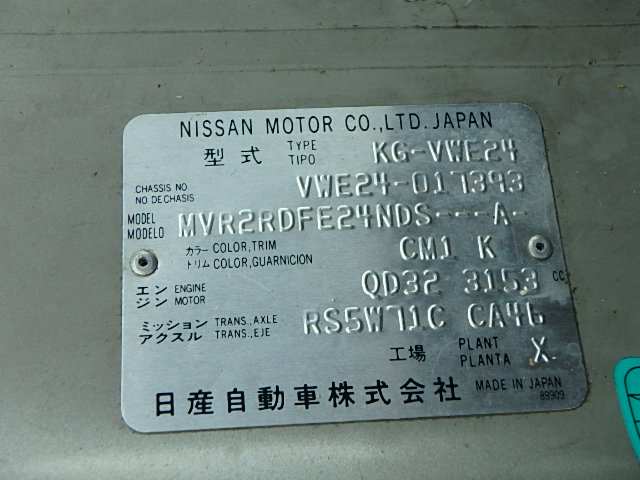 NISSAN MOTOR CO.,LTD. JAPAN
型式 TYPE TIPO KG-VWE24
CHASSIS NO. NO. DE CHASIS VWE24-017393
MODEL MODELO MVR2RDFE24NDS---A-
カラー COLOR,TRIM トリム COLOR,GUARNICION CM1 K
エンジン ENGINE MOTOR QD32 3153 CC
ミッション TRANS.,AXLE アクスル TRANS.,EJE RS5W71C CA46
工場 PLANT PLANTA X
日産自動車株式会社 MADE IN JAPAN
89909